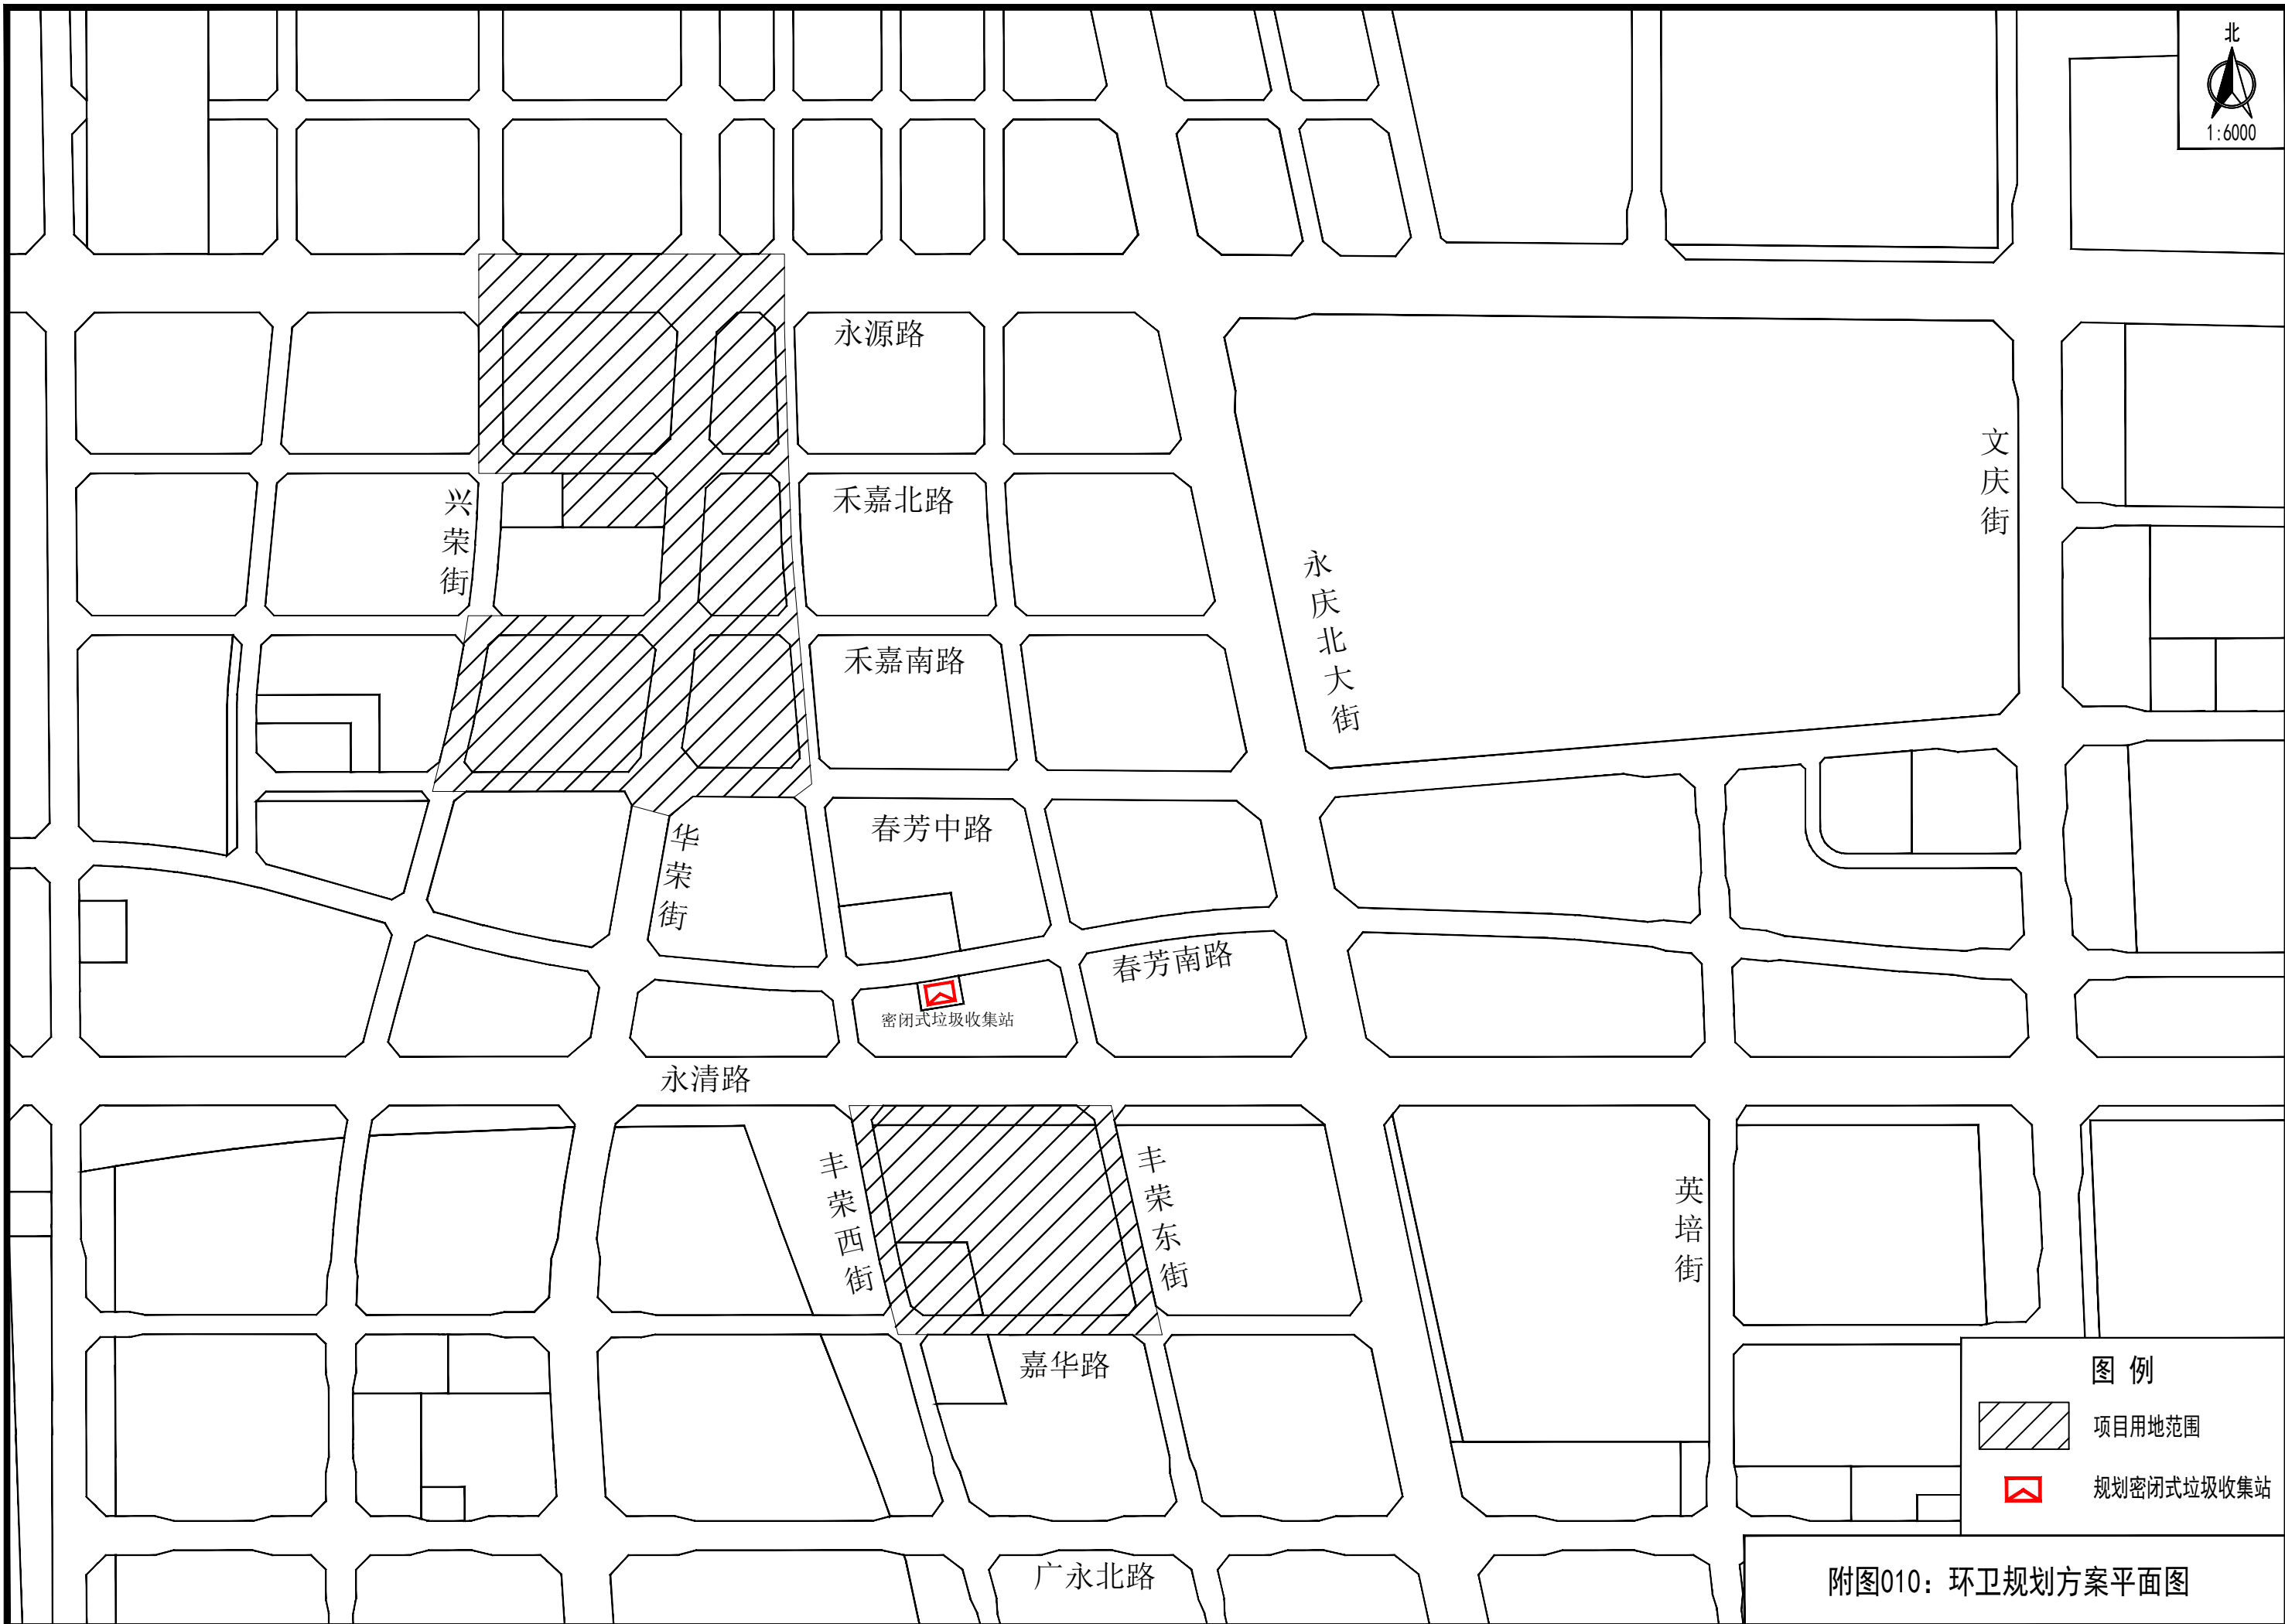 北
1:6000
永源路
文庆街
兴荣街
禾嘉北路
永庆北大街
禾嘉南路
华荣街
春芳中路
春芳南路
密闭式垃圾收集站
永清路
丰荣西街
丰荣东街
英培街
嘉华路
图 例
项目用地范围
规划密闭式垃圾收集站
广永北路
附图010：环卫规划方案平面图